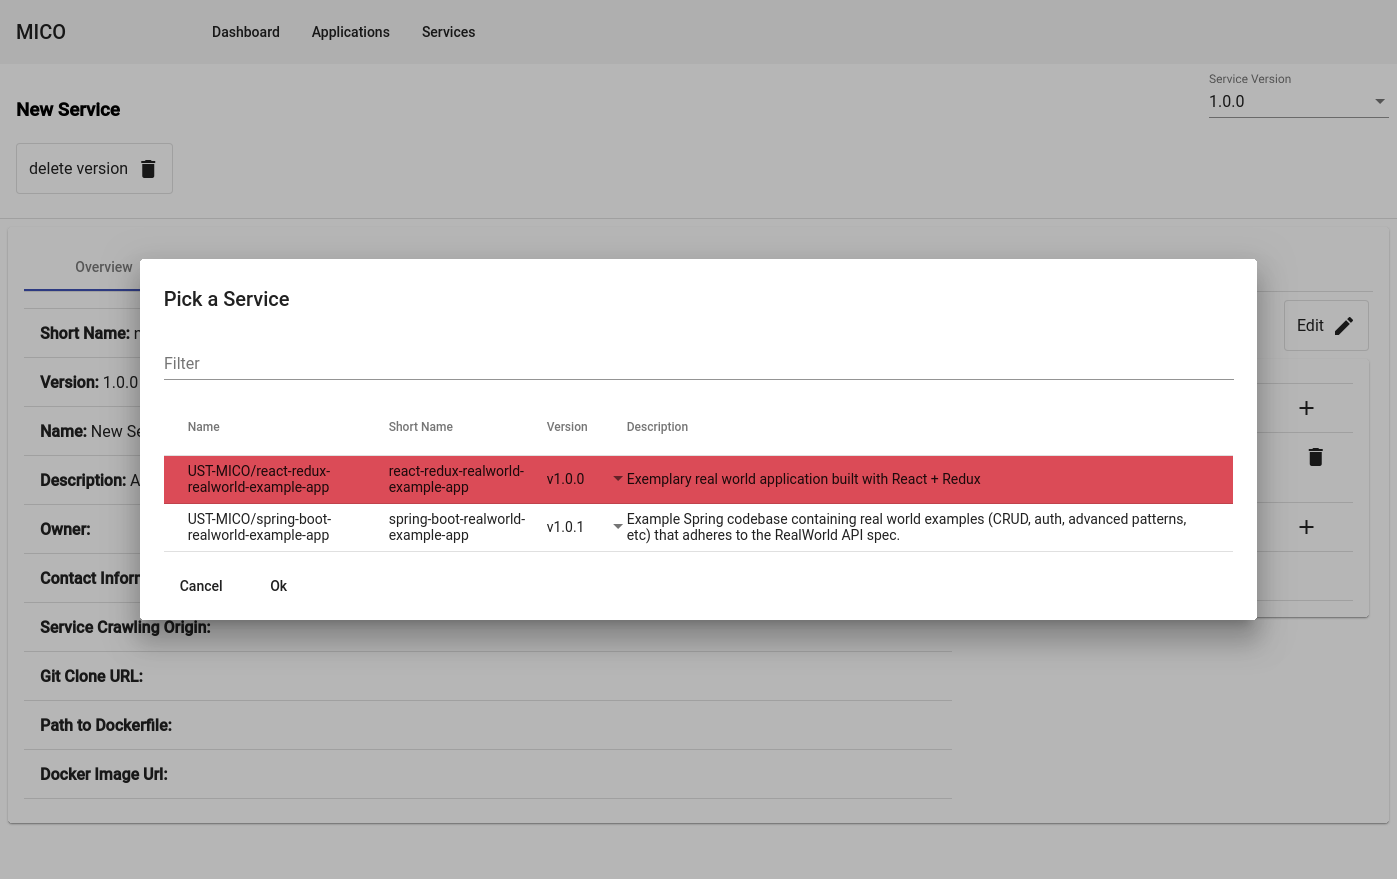 MICO
Dashboard Applications Services
Service Version
1.0.0
New Service
delete version
Overview
Edit
Short Name:
Version: 1.0.0
Name: New
Description:
Owner:
Contact
Service Crawling Origin:
Git Clone URL:
Path to Dockerfile:
Docker Image Url:
Pick a Service
Filter
Name Short Name Version Description
UST-MICO/react-redux-
realworld-example-app
react-redux-realworld-
example-app
v1.0.0
Exemplary real world application built with React + Redux
UST-MICO/spring-boot-
realworld-example-app
spring-boot-realworld-
example-app
v1.0.1
Example Spring codebase containing real world examples (CRUD, auth, advanced patterns,
etc) that adheres to the RealWorld API spec.
Cancel Ok